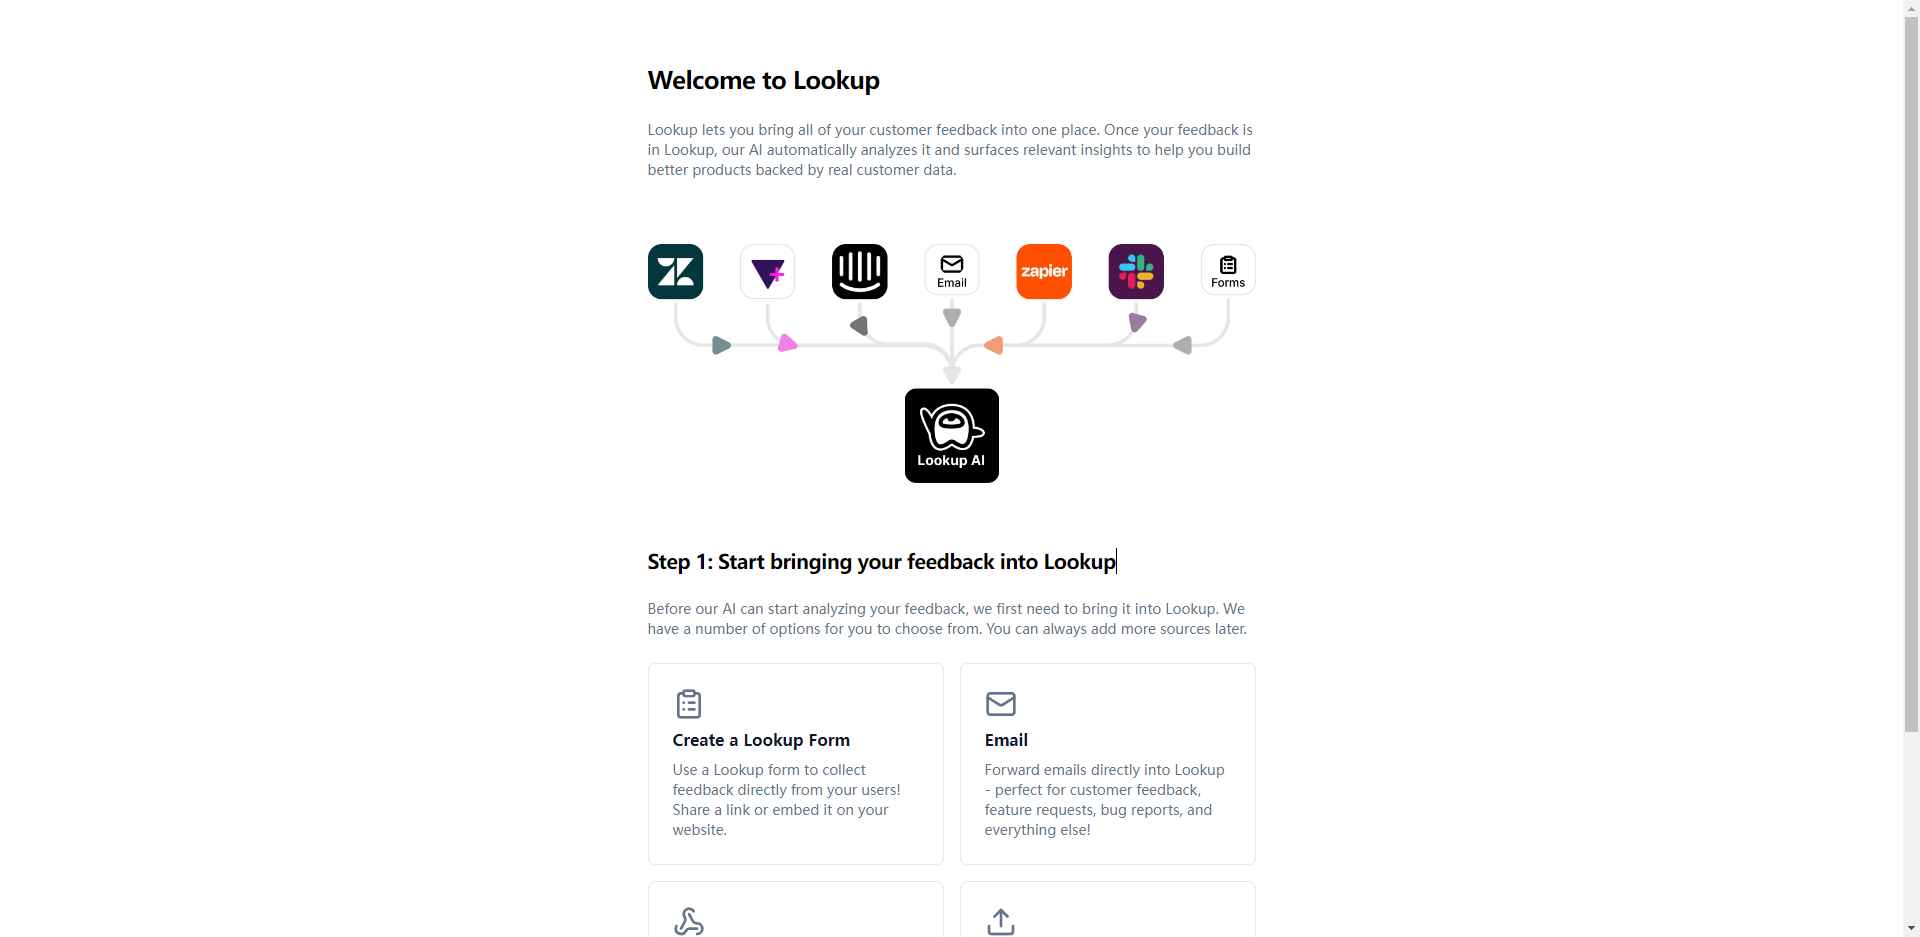 Welcome to Lookup
Lookup lets you bring all of your customer feedback into one place. Once your feedback is
in Lookup, our AI automatically analyzes it and surfaces relevant insights to help you build
better products backed by real customer data.
Email
zapier
Forms
Lookup AI
Step 1: Start bringing your feedback into Lookup
Before our AI can start analyzing your feedback, we first need to bring it into Lookup. We
have a number of options for you to choose from. You can always add more sources later.
Create a Lookup Form
Use a Lookup form to collect
feedback directly from your users!
Share a link or embed it on your
website.
Email
Forward emails directly into Lookup
- perfect for customer feedback,
feature requests, bug reports, and
everything else!